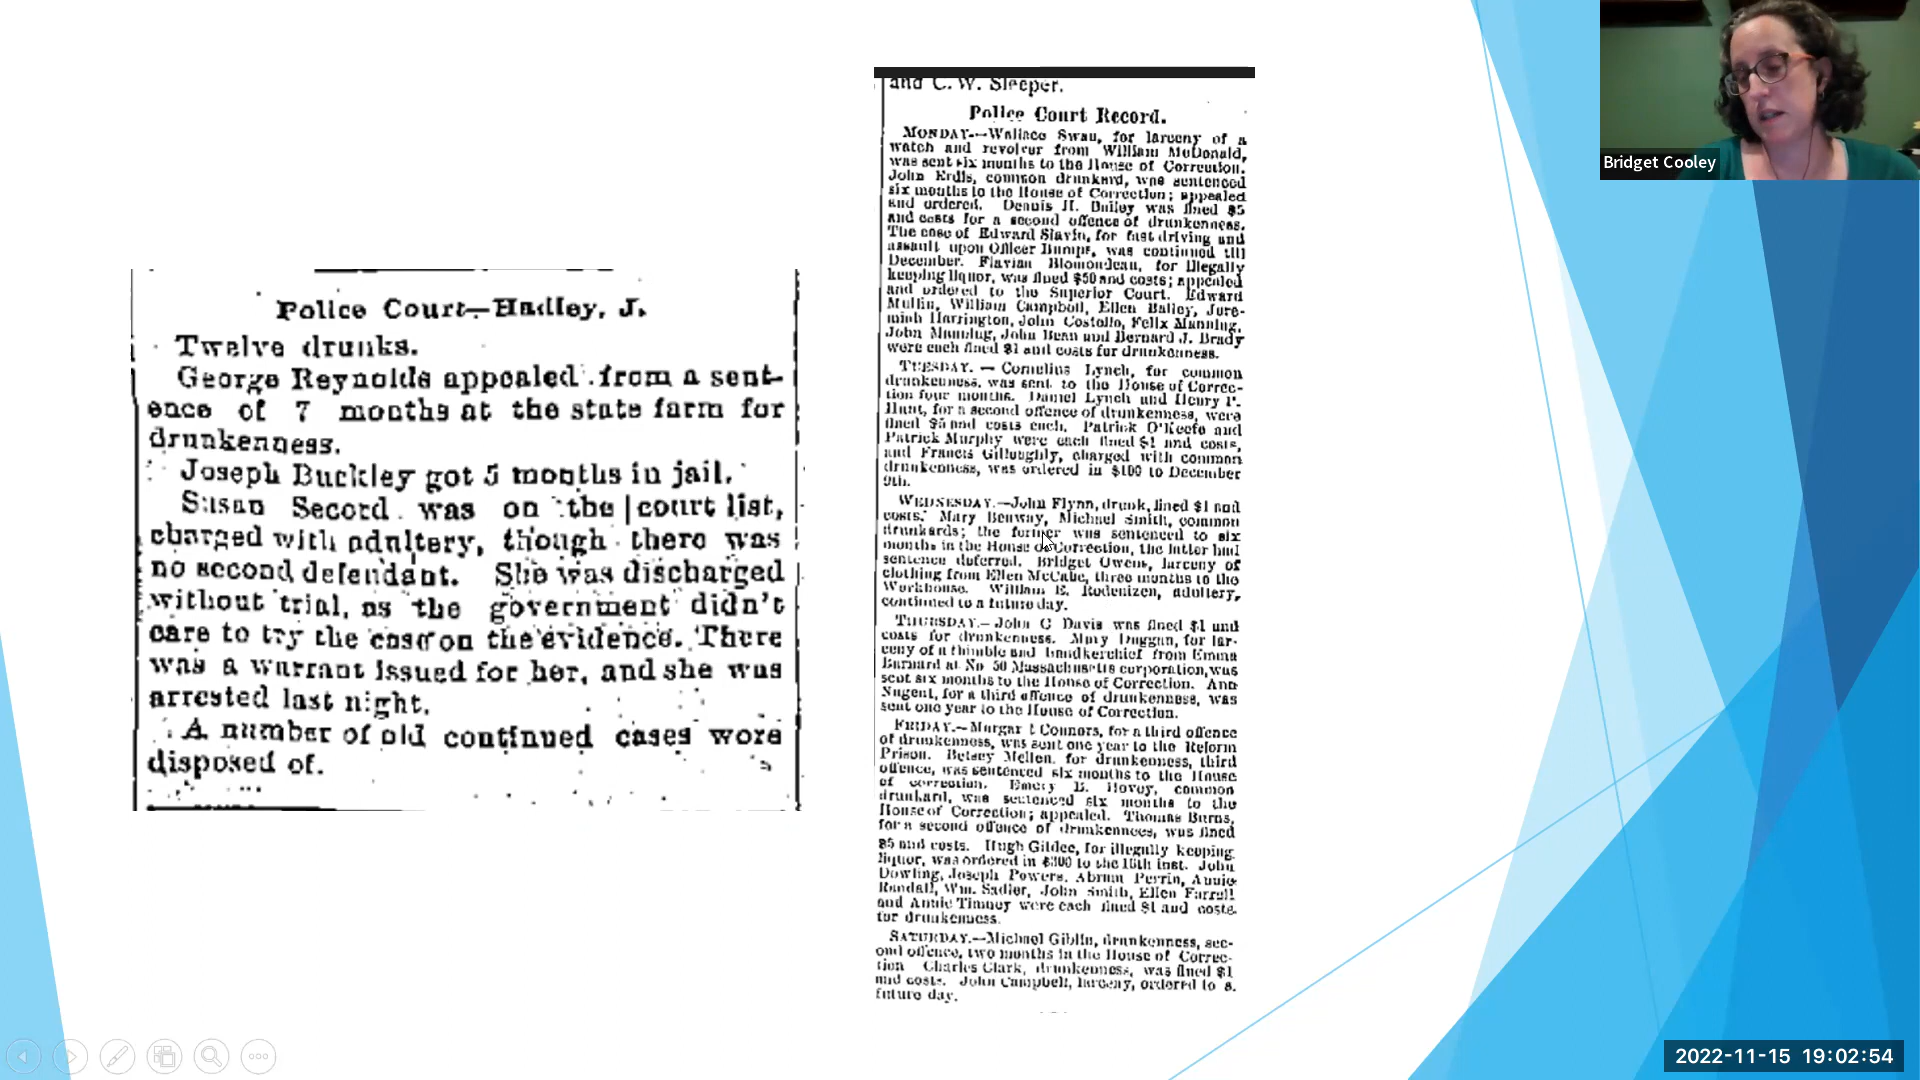 Police Court—Hadley, J.
Twelve drunks.
George Reynolds appealed from a sent-
ence of 7 months at the state farm for
drunkenness.
Joseph Buckley got 5 months in jail.
Susan Secord was on the court list,
charged with adultery, though there was
no second defendant. She was discharged
without trial, as the government didn't
care to try the case on the evidence. There
was a warrant issued for her, and she was
arrested last night.
A number of old continued cases were
disposed of.
and C. W. Sleeper.
Police Court Record.
MONDAY.—Wallace Swan, for larceny of a
watch and revolver from William McDonald,
was sent six months to the House of Correction.
John Erdis, common drunkard, was sentenced
six months to the House of Correction; appealed
and ordered. Dennis H. Bailey was fined $5
and costs for a second offence of drunkenness.
The case of Edward Slavin, for fast driving and
assault upon Officer Bumps, was continued till
December. Flavian Blomondeau, for illegally
keeping liquor, was fined $50 and costs; appealed
and ordered to the Superior Court. Edward
Mullin, William Campbell, Ellen Bailey, Jere-
miah Harrington, John Costello, Felix Manning,
John Manning, John Bean and Bernard J. Brady
were each fined $1 and costs for drunkenness.
TUESDAY. — Cornelius Lynch, for common
drunkenness, was sent to the House of Correc-
tion four months. Daniel Lynch and Henry P.
Hunt, for a second offence of drunkenness, were
fined $5 and costs each. Patrick O'Keefe and
Patrick Murphy were each fined $1 and costs,
and Francis Gilloughly, charged with common
drunkenness, was ordered in $100 to December
9th.
WEDNESDAY.—John Flynn, drunk, fined $1 and
costs. Mary Benway, Michael Smith, common
drunkards; the former was sentenced to six
months in the House of Correction, the latter had
sentence deferred. Bridget Owens, larceny of
clothing from Ellen McCabe, three months to the
Workhouse. William E. Rodenizen, adultery,
continued to a future day.
THURSDAY.—John C Davis was fined $1 and
costs for drunkenness. Mary Duggan, for lar-
ceny of a thimble and handkerchief from Emma
Barnard at No 50 Massachusetts corporation, was
sent six months to the House of Correction. Ann
Nugent, for a third offence of drunkenness, was
sent one year to the House of Correction.
FRIDAY.—Margar t Connors, for a third offence
of drunkenness, was sent one year to the Reform
Prison. Betsey Mellen, for drunkenness, third
offence, was sentenced six months to the House
of correction. Emery B. Hovey, common
drunkard, was sentenced six months to the
House of Correction; appealed. Thomas Burns,
for a second offence of drunkenness, was fined
$5 and costs. Hugh Gildee, for illegally keeping
liquor, was ordered in $300 to the 15th inst. John
Dowling, Joseph Powers, Abram Perrin, Annie
Randall, Wm. Sadler, John Smith, Ellen Farrell
and Annie Timney were each fined $1 and costs
for drunkenness.
SATURDAY.—Michael Giblin, drunkenness, sec-
ond offence, two months in the House of Correc-
tion Charles Clark, drunkenness, was fined $1
and costs. John Campbell, larceny, ordered to a
future day.
Bridget Cooley
2022-11-15 19:02:54